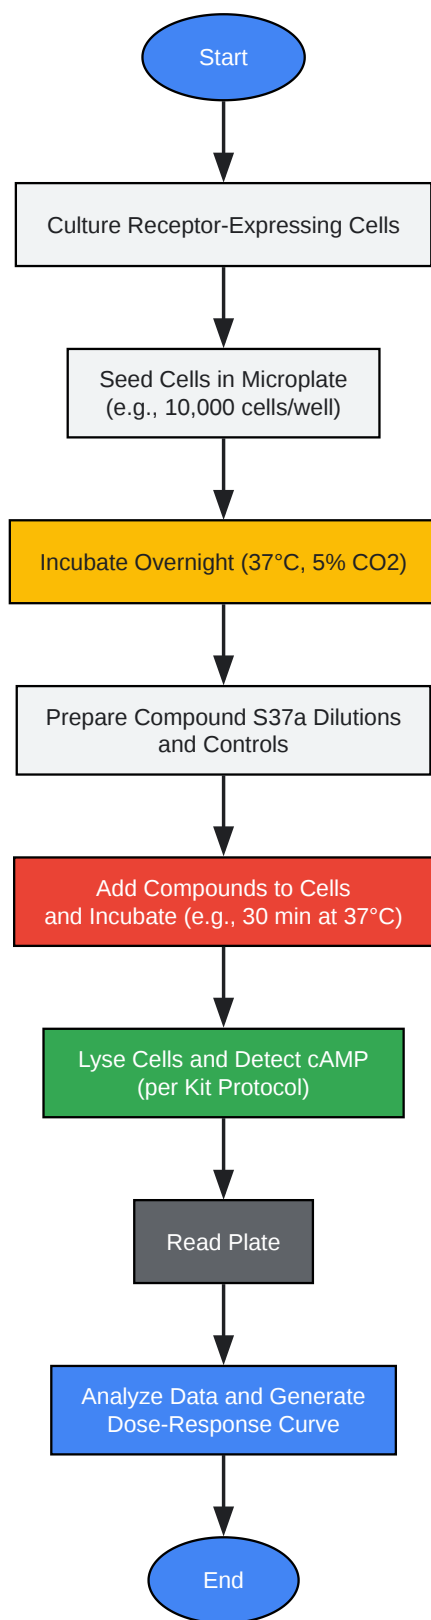 Start
Culture Receptor-Expressing Cells
Seed Cells in Microplate
(e.g., 10,000 cells/well)
Incubate Overnight (37°C, 5% CO2)
Prepare Compound S37a Dilutions
and Controls
Add Compounds to Cells
and Incubate (e.g., 30 min at 37°C)
Lyse Cells and Detect cAMP
(per Kit Protocol)
Read Plate
Analyze Data and Generate
Dose-Response Curve
End